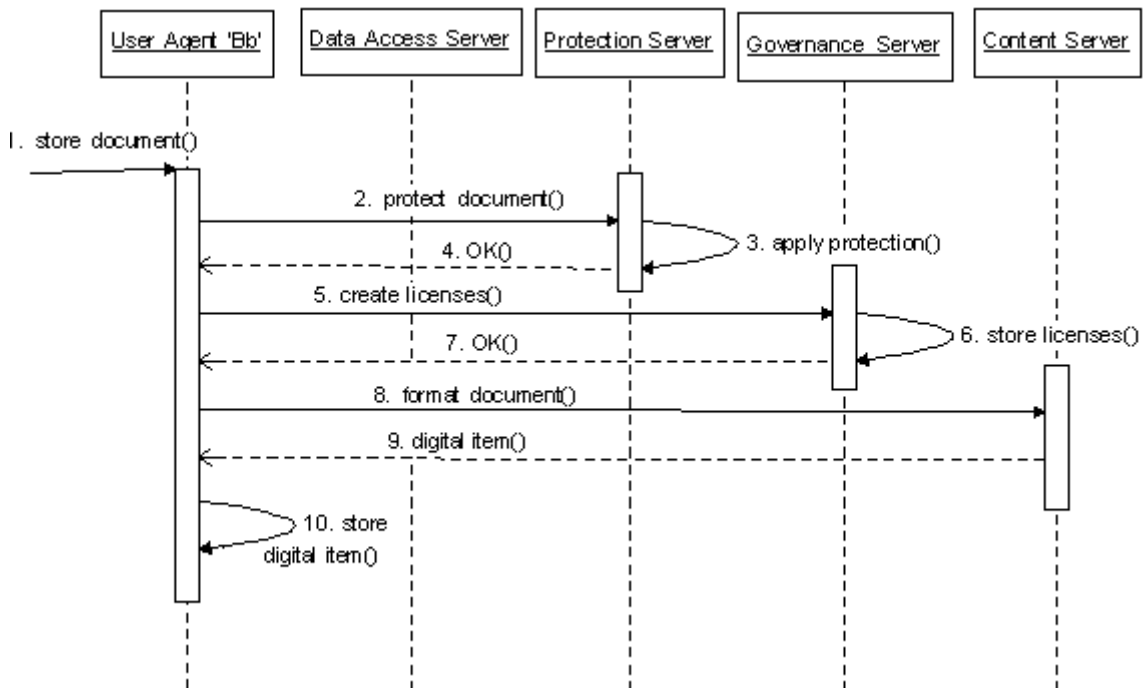 User Agent 'Bb'
Data Access Server
Protection Server
Governance Server
Content Server
1. store document()
2. protect document()
3. apply protection()
4. OK()
5. create licenses()
6. store licenses()
7. OK()
8. format document()
9. digital item()
10. store
digital item()